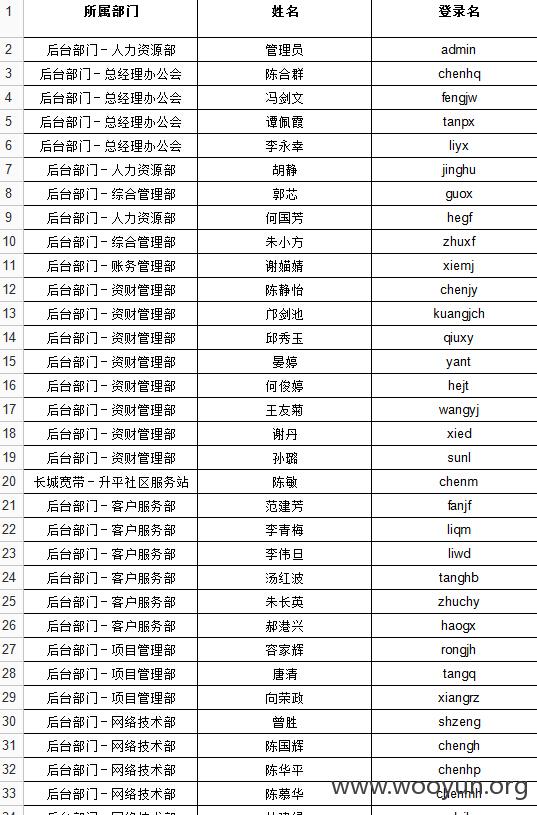 1 所属部门 姓名 登录名
2 后台部门－人力资源部 管理员 admin
3 后台部门－总经理办公会 陈合群 chenhq
4 后台部门－总经理办公会 冯剑文 fengjw
5 后台部门－总经理办公会 谭佩霞 tanpx
6 后台部门－总经理办公会 李永幸 liyx
7 后台部门－人力资源部 胡静 jinghu
8 后台部门－综合管理部 郭芯 guox
9 后台部门－人力资源部 何国芳 hegf
10 后台部门－综合管理部 朱小方 zhuxf
11 后台部门－账务管理部 谢媌婧 xiemj
12 后台部门－资财管理部 陈静怡 chenjy
13 后台部门－资财管理部 邝剑池 kuangjch
14 后台部门－资财管理部 邱秀玉 qiuxy
15 后台部门－资财管理部 晏婷 yant
16 后台部门－资财管理部 何俊婷 hejt
17 后台部门－资财管理部 王友菊 wangyj
18 后台部门－资财管理部 谢丹 xied
19 后台部门－资财管理部 孙璐 sunl
20 长城宽带－升平社区服务站 陈敏 chenm
21 后台部门－客户服务部 范建芳 fanjf
22 后台部门－客户服务部 李青梅 liqm
23 后台部门－客户服务部 李伟旦 liwd
24 后台部门－客户服务部 汤红波 tanghb
25 后台部门－客户服务部 朱长英 zhuchy
26 后台部门－客户服务部 郝港兴 haogx
27 后台部门－项目管理部 容家辉 rongjh
28 后台部门－项目管理部 唐清 tangq
29 后台部门－项目管理部 向荣政 xiangrz
30 后台部门－网络技术部 曾胜 shzeng
31 后台部门－网络技术部 陈国辉 chengh
32 后台部门－网络技术部 陈华平 chenhp
www.wooyun.org
33 后台部门－网络技术部 陈慕华 chenmh